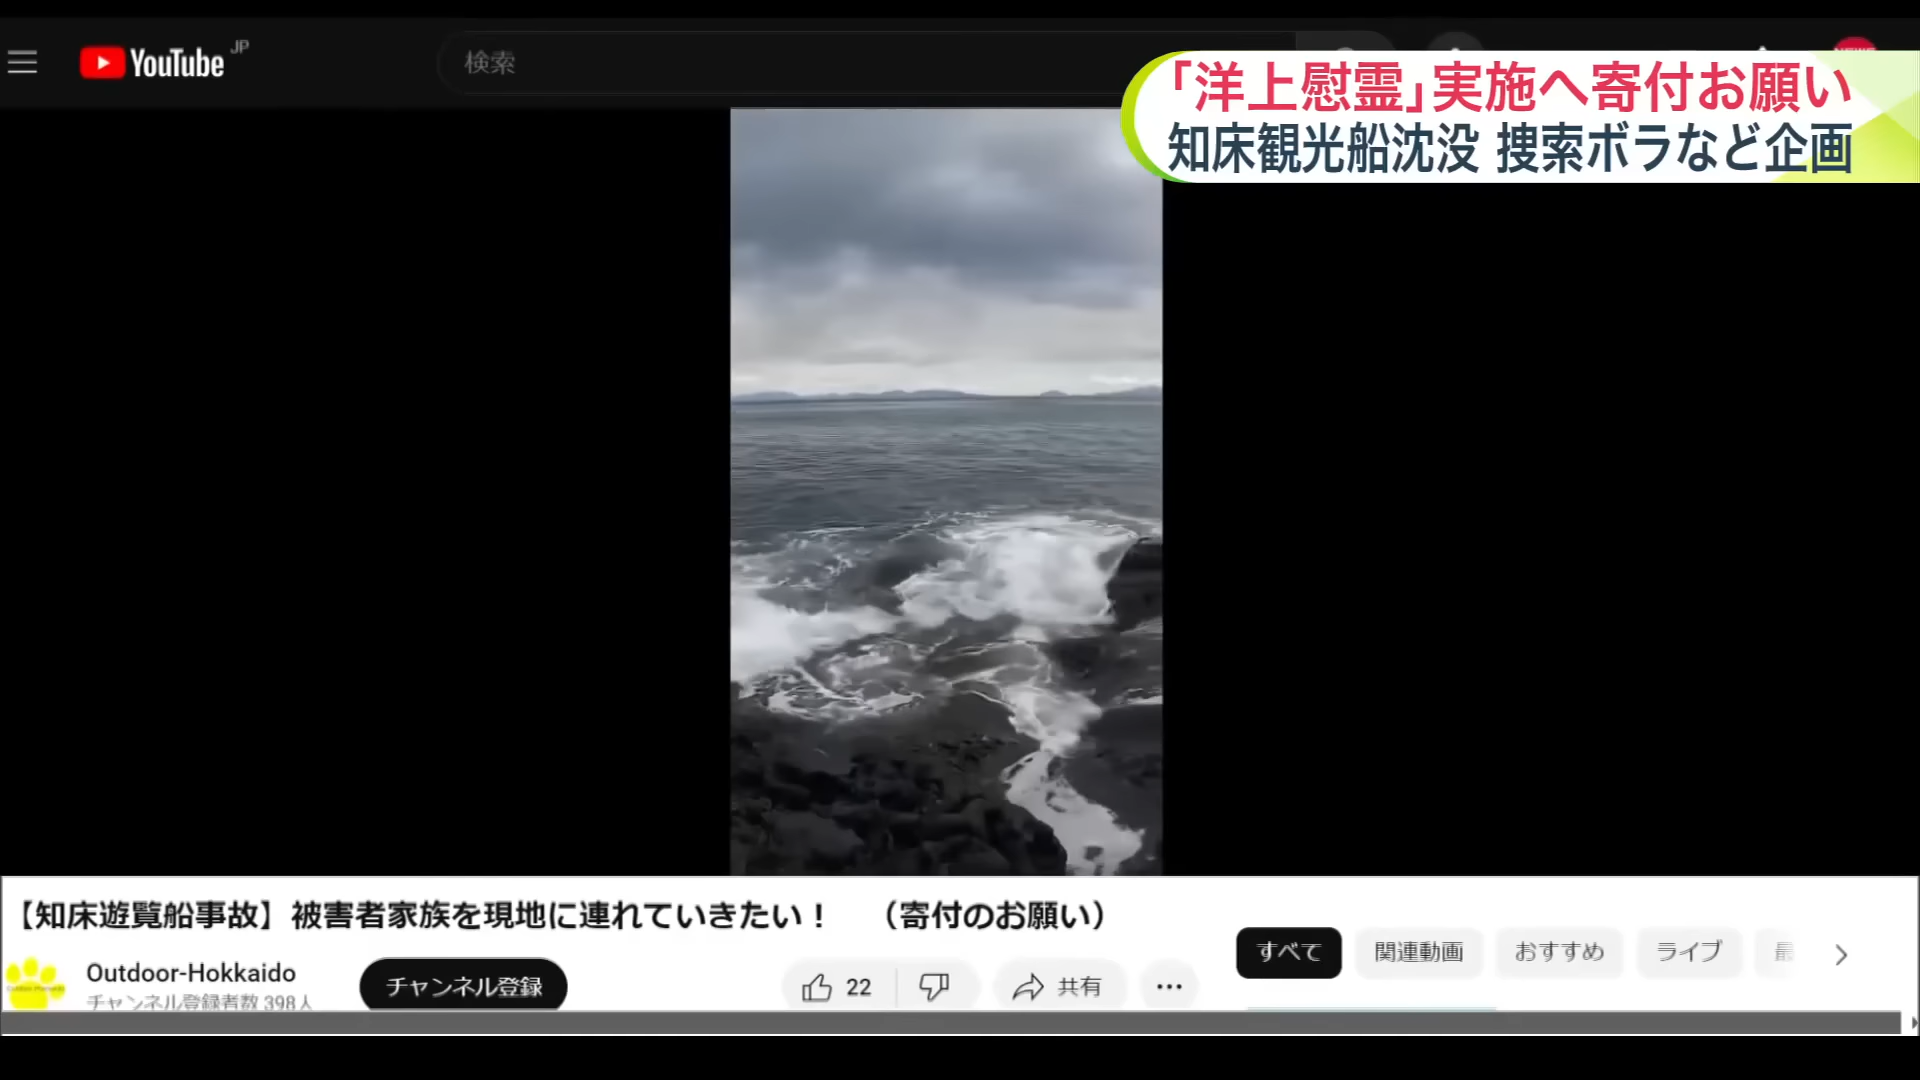 YouTube JP
検索
「洋上慰霊」実施へ寄付お願い
知床観光船沈没 捜索ボラなど企画
【知床遊覧船事故】被害者家族を現地に連れていきたい！　（寄付のお願い）
Outdoor-Hokkaido
チャンネル登録者数 398人
チャンネル登録
22
共有
すべて
関連動画
おすすめ
ライブ